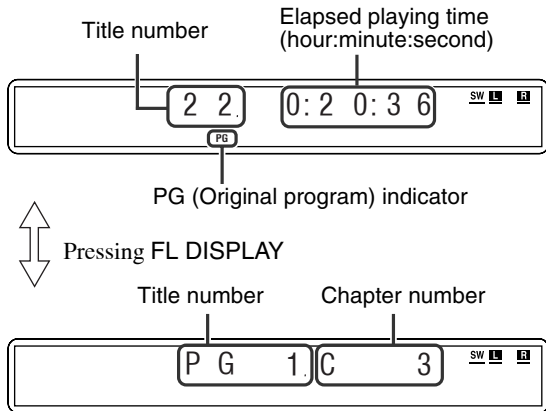 Title number
Elapsed playing time
(hour:minute:second)
2 2. 0:2 0:3 6 SW L R
PG
PG (Original program) indicator
Pressing FL DISPLAY
Title number Chapter number
P G 1. C 3 SW L R